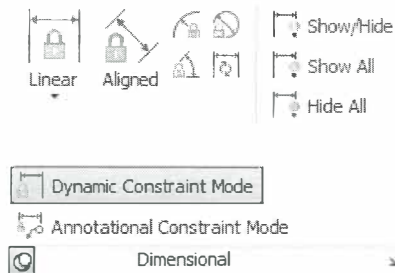 Show/Hide
Linear
Aligned
Show All
Hide All
Dynamic Constraint Mode
Annotational Constraint Mode
Dimensional